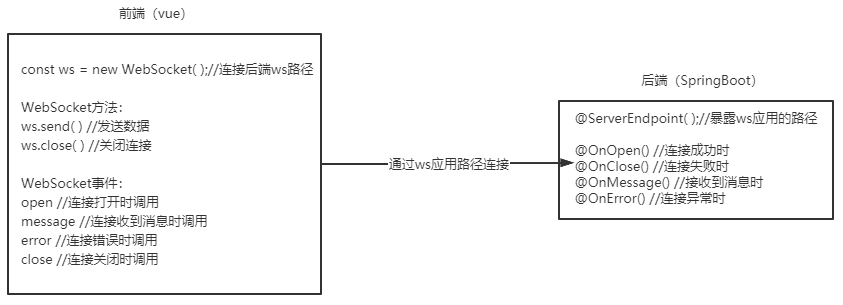 前端（vue）
const ws = new WebSocket( );//连接后端ws路径
WebSocket方法：
ws.send( ) //发送数据
ws.close( ) //关闭连接
WebSocket事件：
open //连接打开时调用
message //连接收到消息时调用
error //连接错误时调用
close //连接关闭时调用
通过ws应用路径连接
后端（SpringBoot）
@ServerEndpoint( );//暴露ws应用的路径
@OnOpen() //连接成功时
@OnClose() //连接失败时
@OnMessage() //接收到消息时
@OnError() //连接异常时